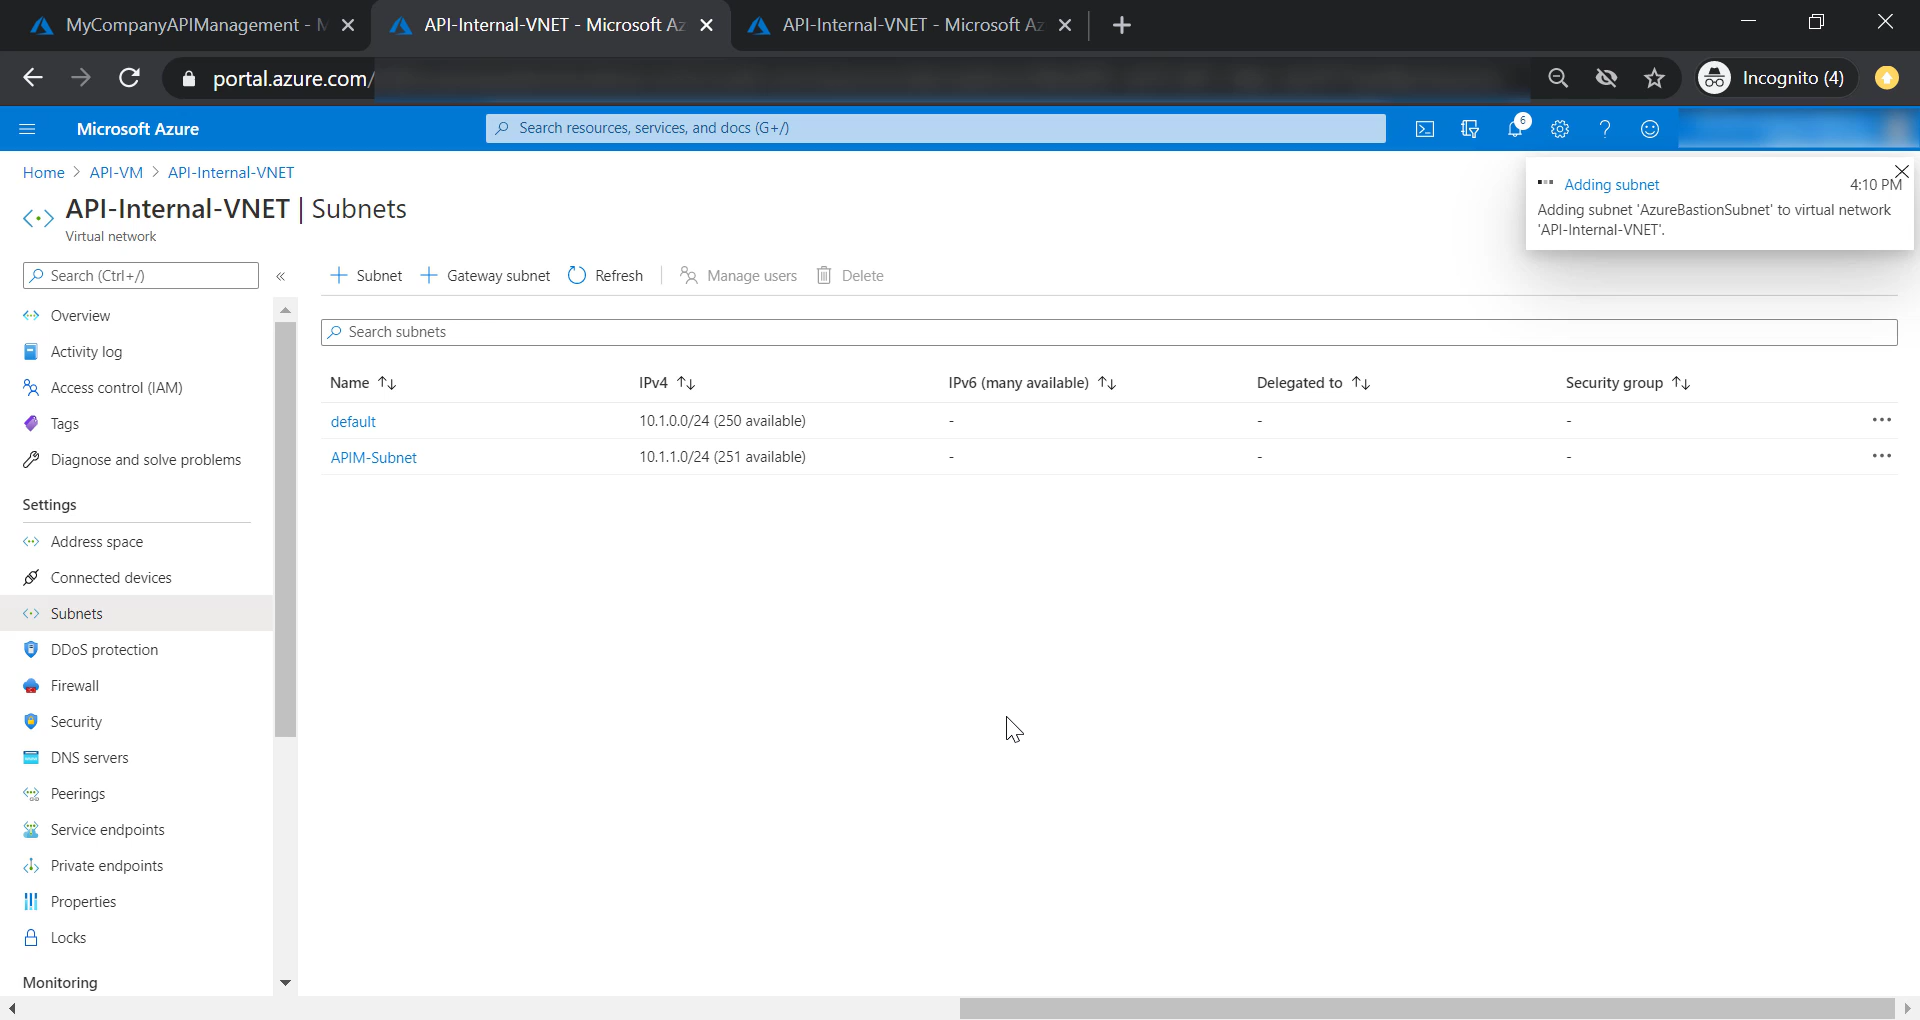 MyCompanyAPIManagement - M
API-Internal-VNET - Microsoft Az
API-Internal-VNET - Microsoft Az
portal.azure.com/
Incognito (4)
Microsoft Azure
Search resources, services, and docs (G+/)
6
Home > API-VM > API-Internal-VNET
API-Internal-VNET | Subnets
Virtual network
Adding subnet
4:10 PM
Adding subnet 'AzureBastionSubnet' to virtual network
'API-Internal-VNET'.
Search (Ctrl+/)
«
Subnet
Gateway subnet
Refresh
Manage users
Delete
Search subnets
Name
IPv4
IPv6 (many available)
Delegated to
Security group
default
10.1.0.0/24 (250 available)
-
-
-
APIM-Subnet
10.1.1.0/24 (251 available)
-
-
-
Overview
Activity log
Access control (IAM)
Tags
Diagnose and solve problems
Settings
Address space
Connected devices
Subnets
DDoS protection
Firewall
Security
DNS servers
Peerings
Service endpoints
Private endpoints
Properties
Locks
Monitoring